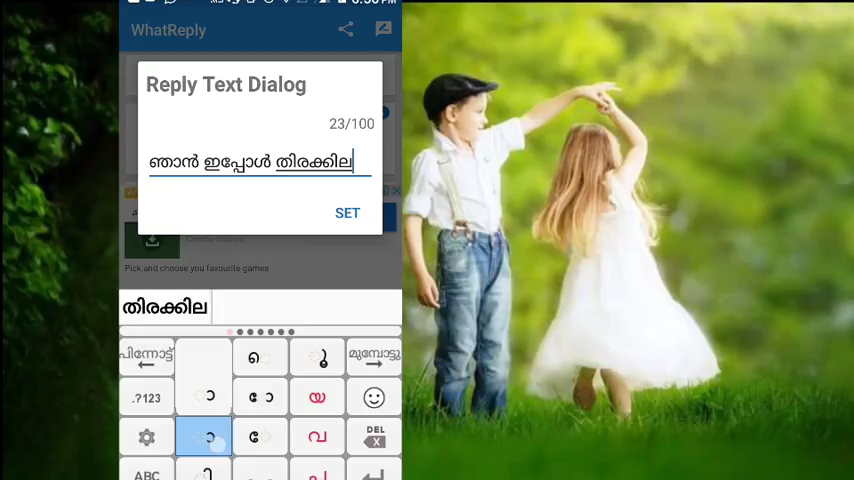 WhatReply
Reply Text Dialog
23/100
ഞാൻ ഇപ്പോൾ തിരക്കില
SET
Pick and choose you favourite games
തിരക്കില
പിന്നോട്ട്
മുമ്പോട്ടു
.?123
യ
വ
DEL
ABC